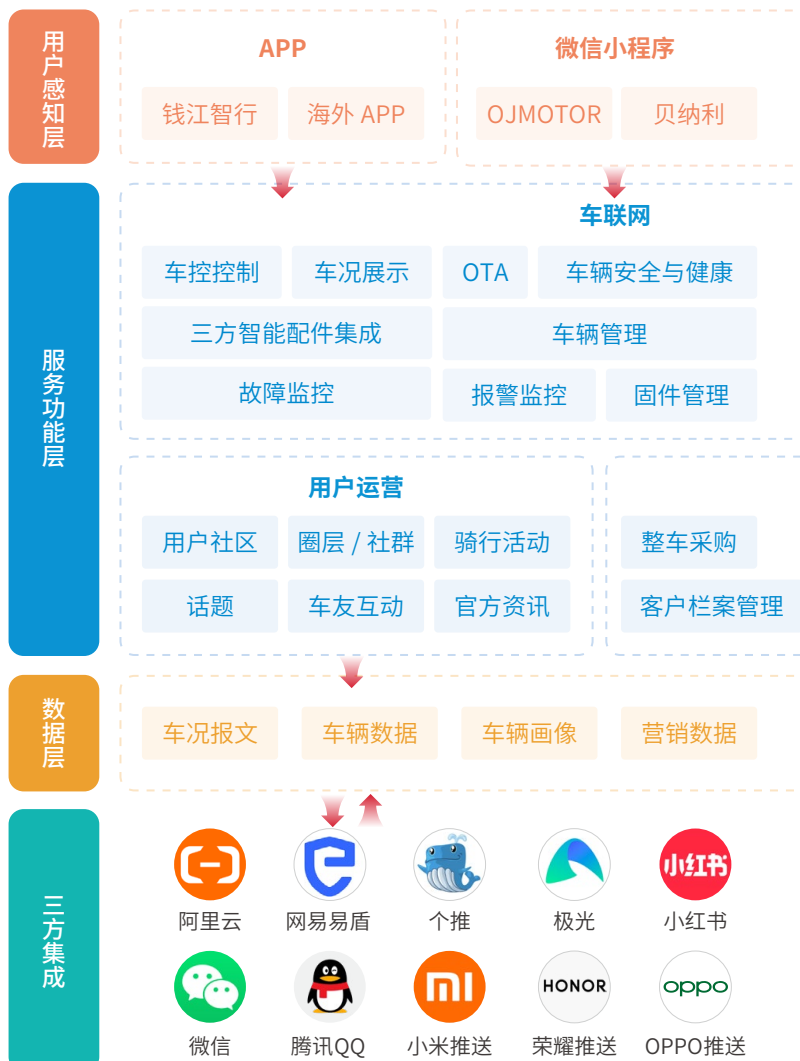 用户感知层
APP
微信小程序
钱江智行
海外 APP
OJMOTOR
贝纳利
服务功能层
车联网
车控控制
车况展示
OTA
车辆安全与健康
三方智能配件集成
车辆管理
故障监控
报警监控
固件管理
用户运营
用户社区
圈层 / 社群
骑行活动
整车采购
话题
车友互动
官方资讯
客户栏案管理
数据层
车况报文
车辆数据
车辆画像
营销数据
三方集成
小红书
阿里云
网易易盾
个推
极光
小红书
HONOR
oppo
微信
腾讯QQ
小米推送
荣耀推送
OPPO推送